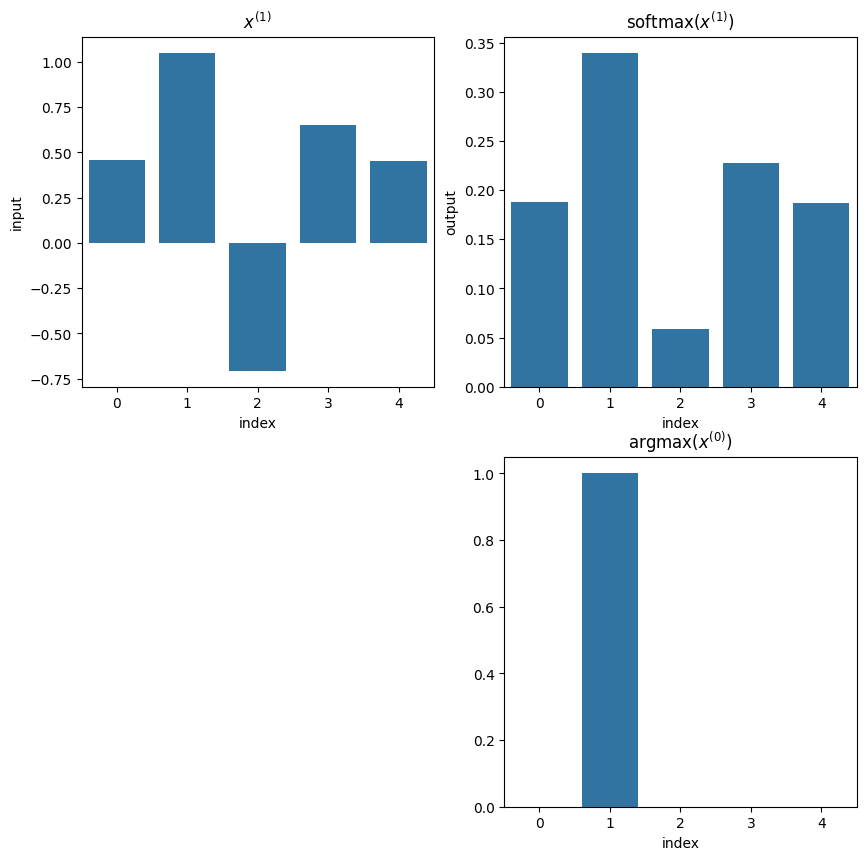 x^(1)
input
1.00
0.75
0.50
0.25
0.00
−0.25
−0.50
−0.75
0 1 2 3 4
index
softmax(x^(1))
output
0.35
0.30
0.25
0.20
0.15
0.10
0.05
0.00
0 1 2 3 4
index
argmax(x^(0))
1.0
0.8
0.6
0.4
0.2
0.0
0 1 2 3 4
index